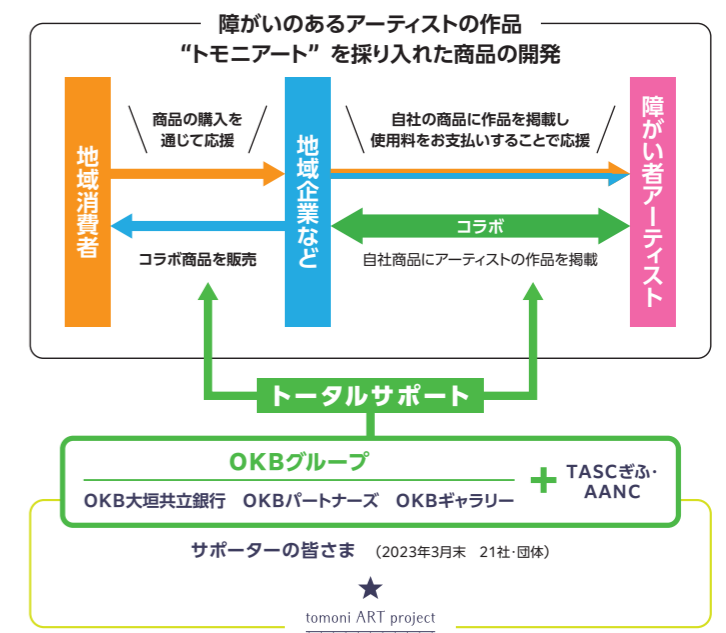 障がいのあるアーティストの作品
“トモニアート” を採り入れた商品の開発
商品の購入を
通じて応援
自社の商品に作品を掲載し
使用料をお支払いすることで応援
地域消費者
地域企業など
障がい者アーティスト
コラボ
コラボ商品を販売
自社商品にアーティストの作品を掲載
トータルサポート
OKBグループ
OKB大垣共立銀行 OKBパートナーズ OKBギャラリー
+
TASCぎふ・
AANC
サポーターの皆さま (2023年3月末 21社・団体)
tomoni ART project